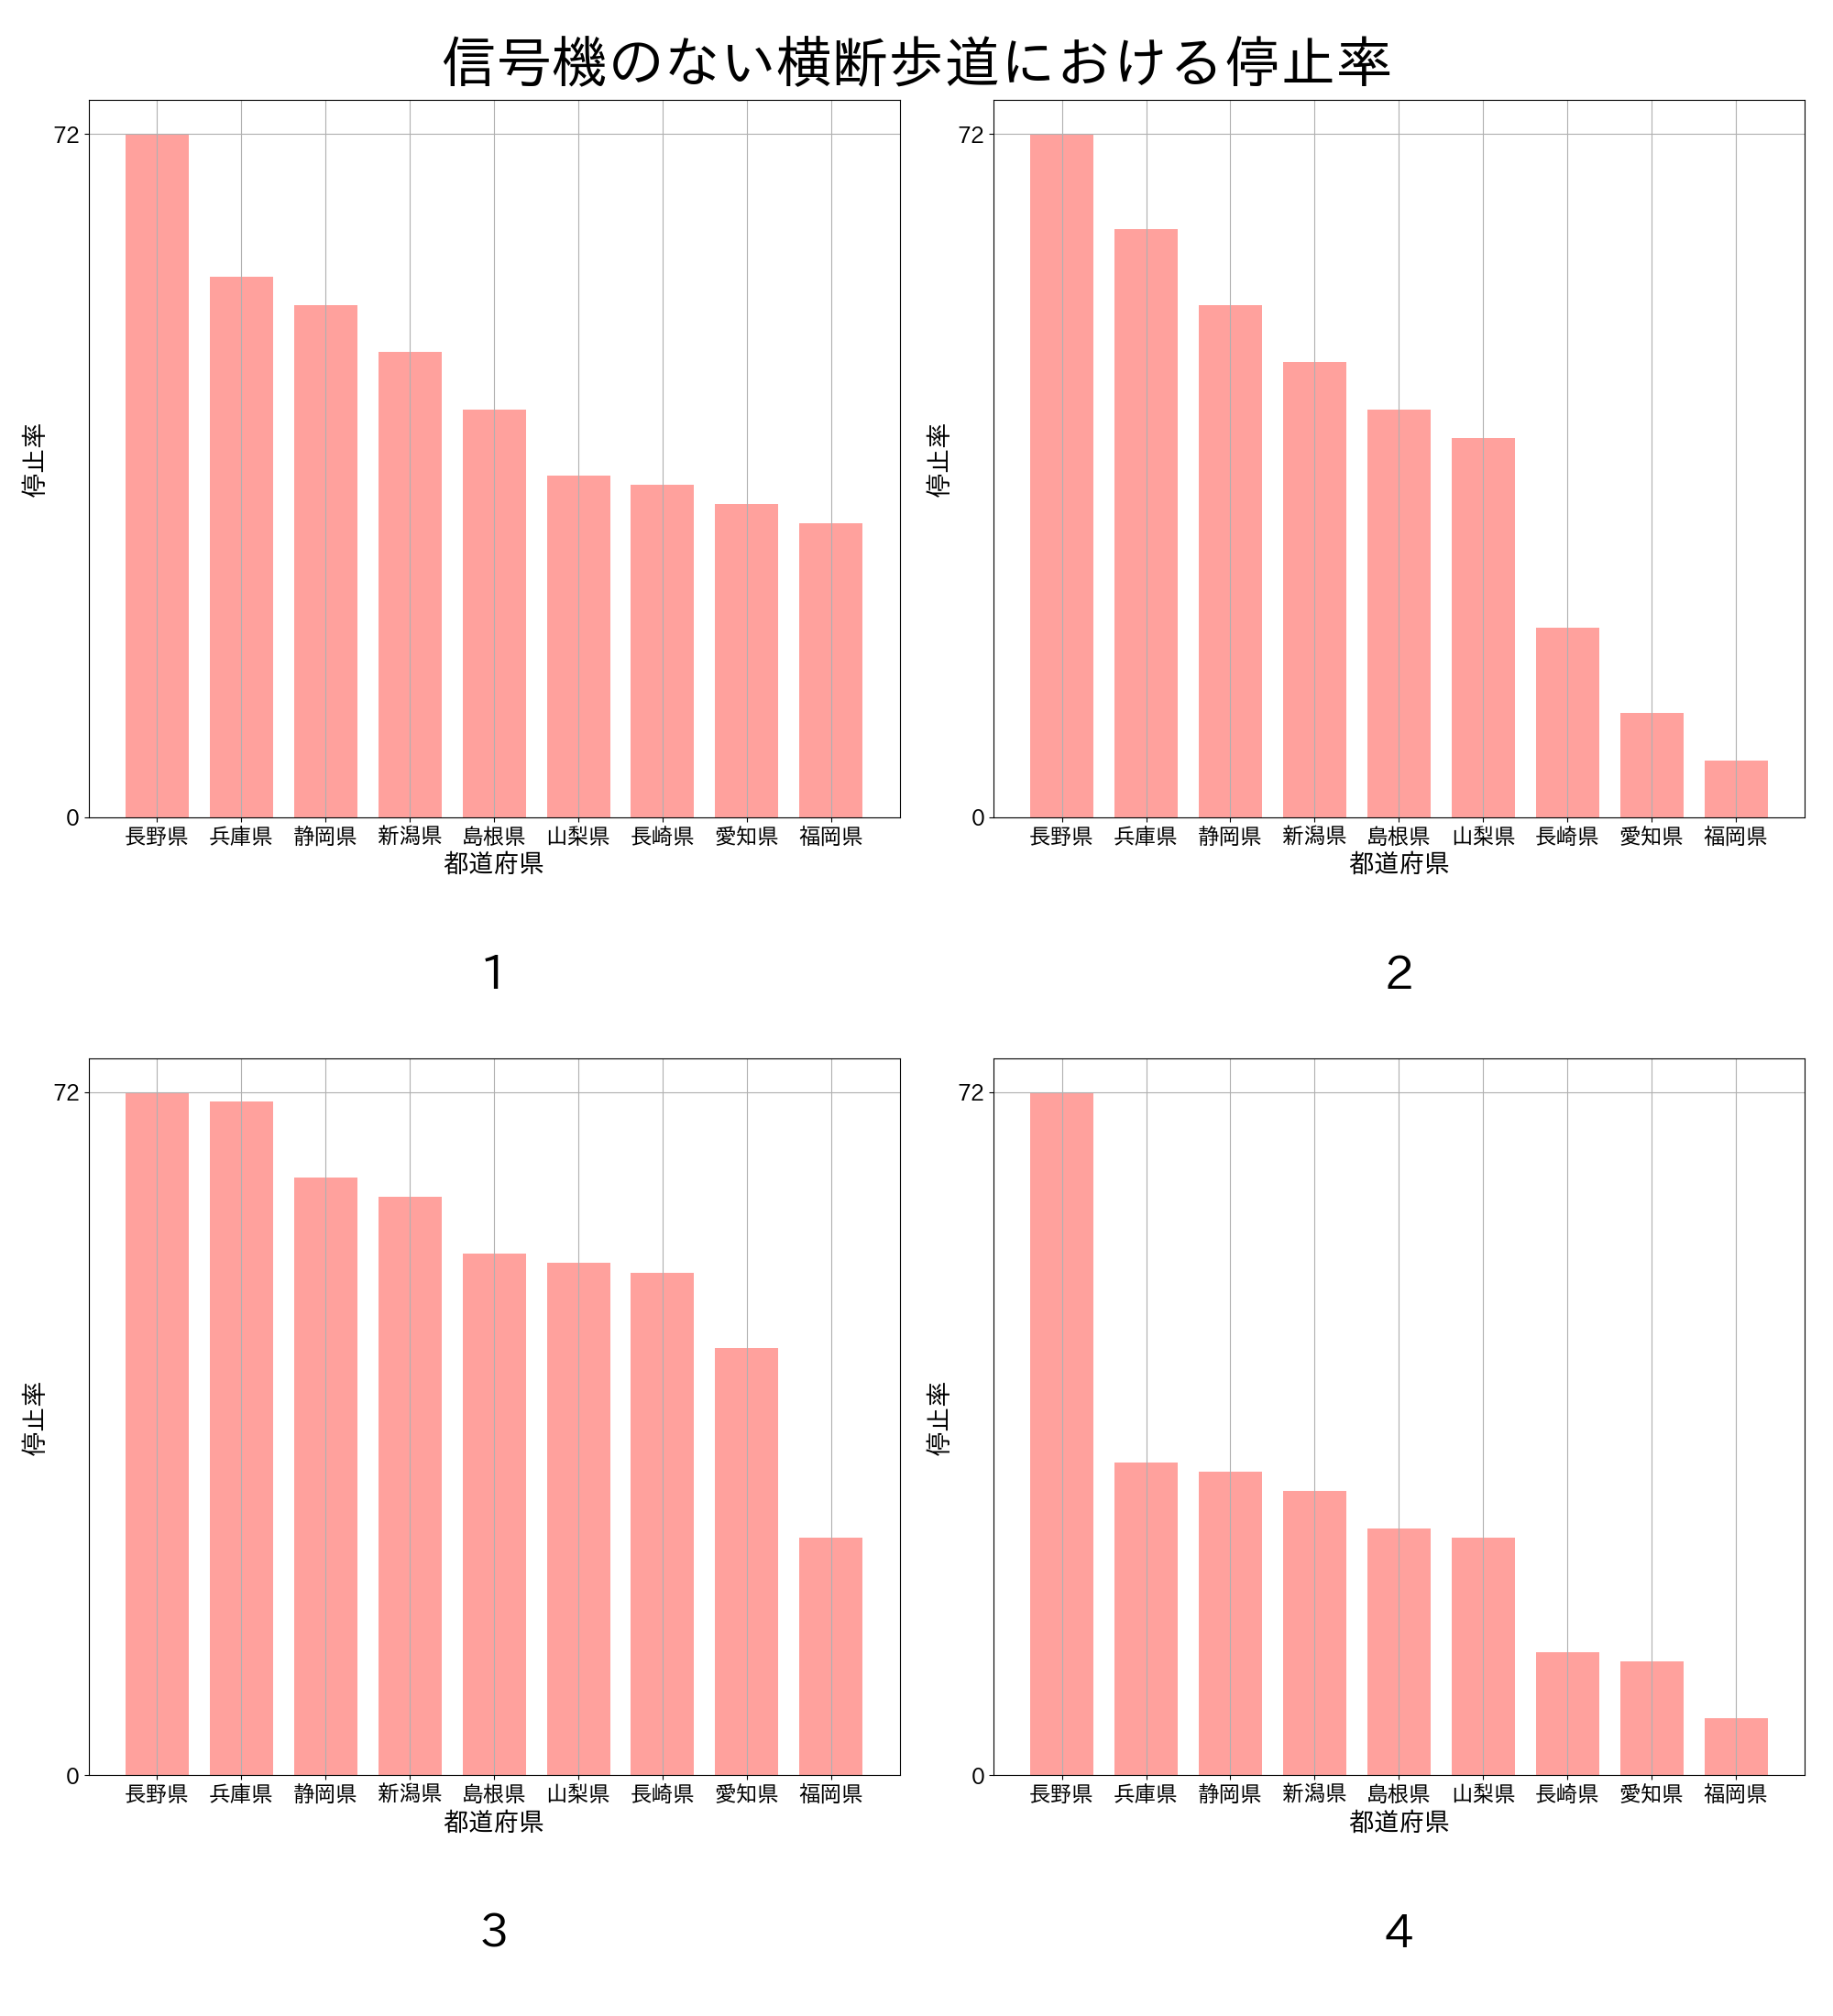 信号機のない横断歩道における停止率
72
0
停止率
長野県 兵庫県 静岡県 新潟県 島根県 山梨県 長崎県 愛知県 福岡県
都道府県
1
72
0
停止率
長野県 兵庫県 静岡県 新潟県 島根県 山梨県 長崎県 愛知県 福岡県
都道府県
2
72
0
停止率
長野県 兵庫県 静岡県 新潟県 島根県 山梨県 長崎県 愛知県 福岡県
都道府県
3
72
0
停止率
長野県 兵庫県 静岡県 新潟県 島根県 山梨県 長崎県 愛知県 福岡県
都道府県
4